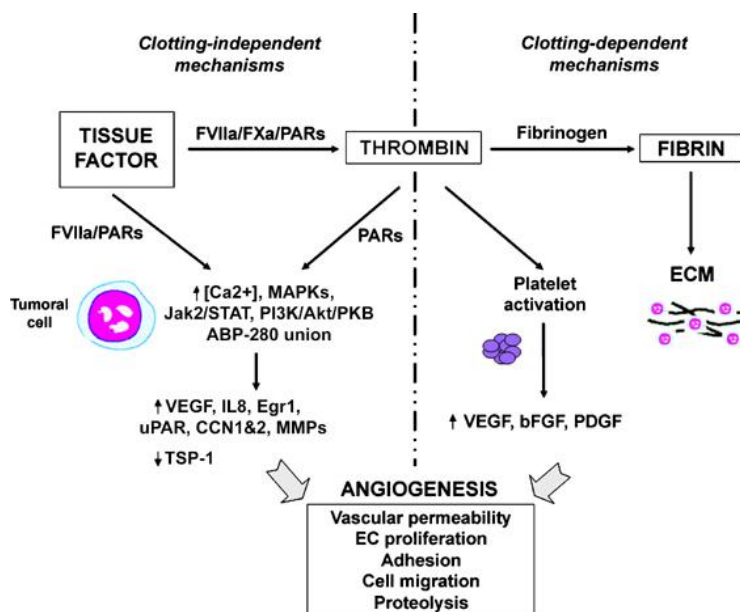 Clotting-independent
mechanisms
Clotting-dependent
mechanisms
TISSUE
FACTOR
FVIIa/FXa/PARs
THROMBIN
Fibrinogen
FIBRIN
FVIIa/PARs
PARs
Tumoral
cell
↑[Ca2+], MAPKs,
Jak2/STAT, PI3K/Akt/PKB
ABP-280 union
Platelet
activation
ECM
↑VEGF, IL8, Egr1,
uPAR, CCN1&2, MMPs
↓TSP-1
↑ VEGF, bFGF, PDGF
ANGIOGENESIS
Vascular permeability
EC proliferation
Adhesion
Cell migration
Proteolysis